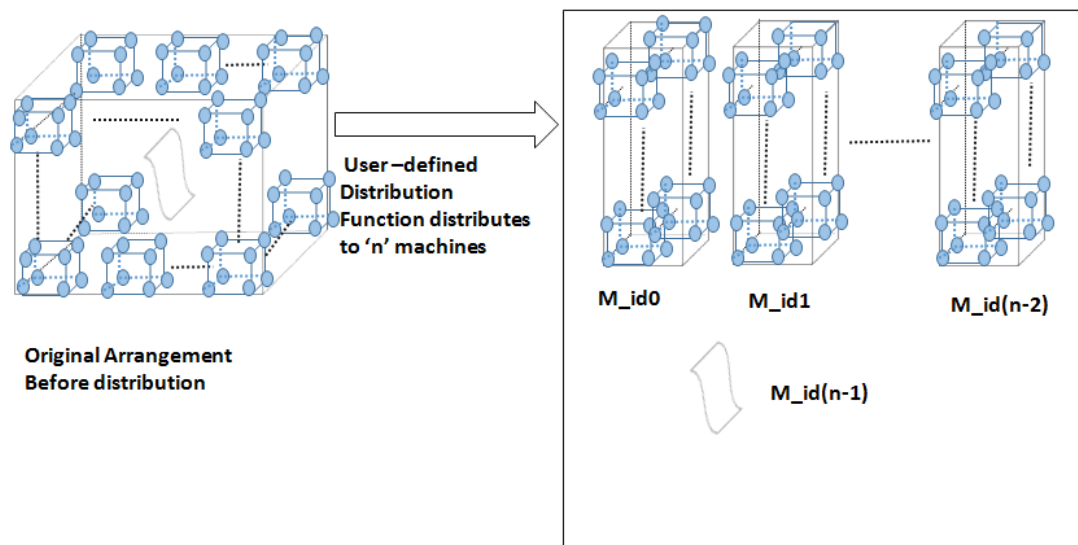 User –defined
Distribution
Function distributes
to ‘n’ machines
Original Arrangement
Before distribution
M_id0
M_id1
M_id(n-2)
M_id(n-1)